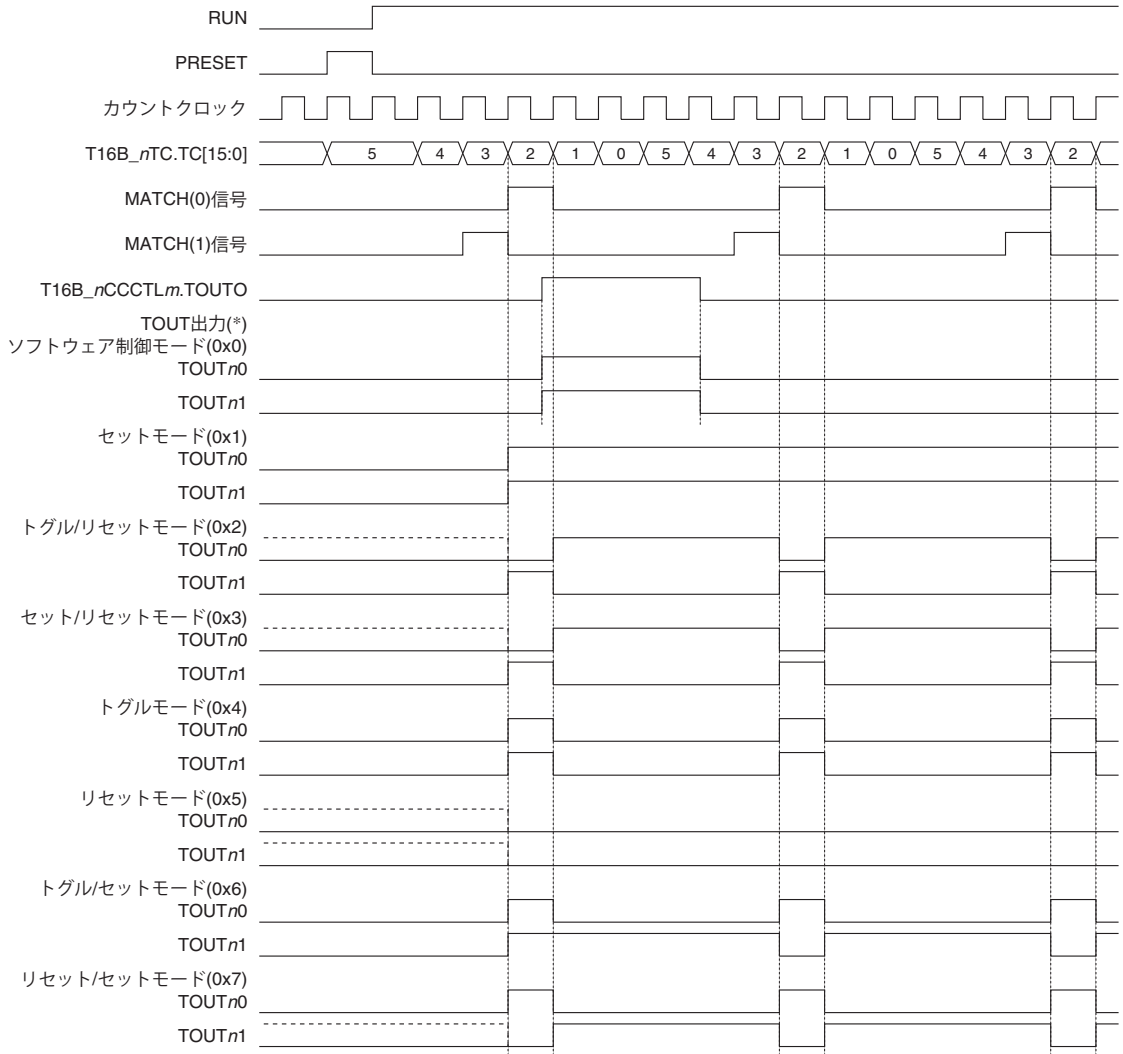 RUN
PRESET
カウントクロック
T16B_nTC.TC[15:0] 5 4 3 2 1 0 5 4 3 2 1 0 5 4 3 2
MATCH(0)信号
MATCH(1)信号
T16B_nCCCTLm.TOUTO
TOUT出力(*)
ソフトウェア制御モード(0x0)
TOUTn0
TOUTn1
セットモード(0x1)
TOUTn0
TOUTn1
トグル/リセットモード(0x2)
TOUTn0
TOUTn1
セット/リセットモード(0x3)
TOUTn0
TOUTn1
トグルモード(0x4)
TOUTn0
TOUTn1
リセットモード(0x5)
TOUTn0
TOUTn1
トグル/セットモード(0x6)
TOUTn0
TOUTn1
リセット/セットモード(0x7)
TOUTn0
TOUTn1